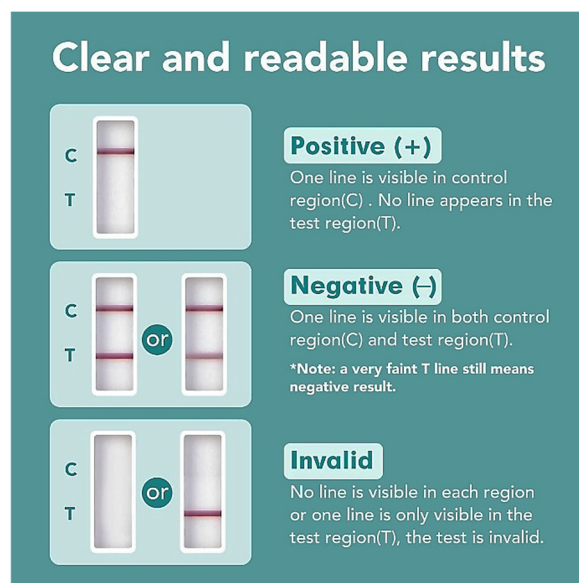 Clear and readable results
C
T
Positive (+)
One line is visible in control
region(C) . No line appears in the
test region(T).
C
T
or
Negative (–)
One line is visible in both control
region(C) and test region(T).
*Note: a very faint T line still means
negative result.
C
T
or
Invalid
No line is visible in each region
or one line is only visible in the
test region(T), the test is invalid.